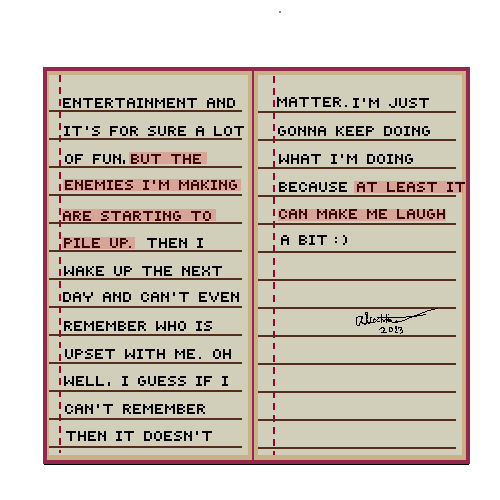 ENTERTAINMENT AND
IT'S FOR SURE A LOT
OF FUN, BUT THE
ENEMIES I'M MAKING
ARE STARTING TO
PILE UP. THEN I
WAKE UP THE NEXT
DAY AND CAN'T EVEN
REMEMBER WHO IS
UPSET WITH ME. OH
WELL, I GUESS IF I
CAN'T REMEMBER
THEN IT DOESN'T
MATTER. I'M JUST
GONNA KEEP DOING
WHAT I'M DOING
BECAUSE AT LEAST IT
CAN MAKE ME LAUGH
A BIT :)
2023